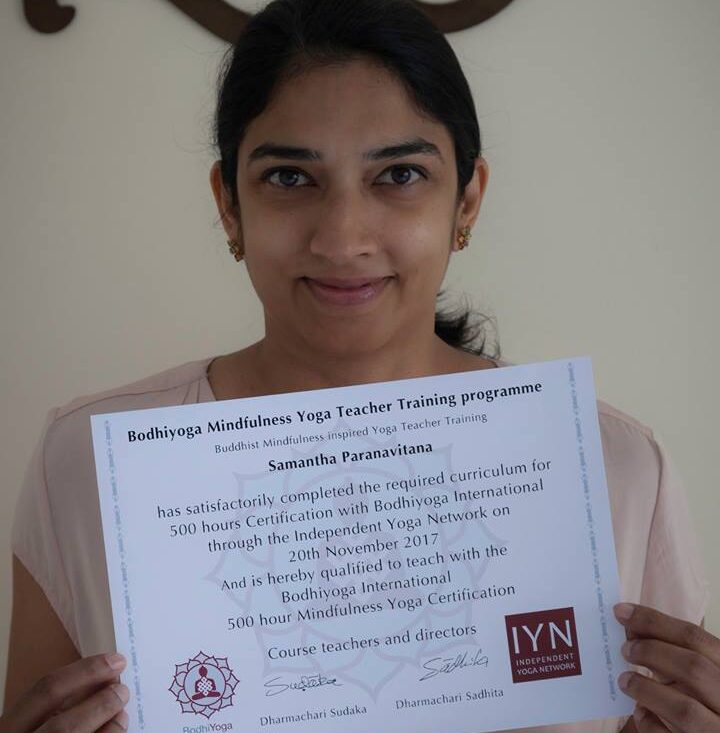 Bodhiyoga Mindfulness Yoga Teacher Training programme
Buddhist Mindfulness inspired Yoga Teacher Training
Samantha Paranavitana
has satisfactorily completed the required curriculum for
500 hours Certification with Bodhiyoga International
through the Independent Yoga Network on
20th November 2017
And is hereby qualified to teach with the
Bodhiyoga International
500 hour Mindfulness Yoga Certification
Course teachers and directors
Sudaka
Sadhita
Dharmachari Sudaka
Dharmachari Sadhita
BodhiYoga
IYN
INDEPENDENT
YOGA NETWORK